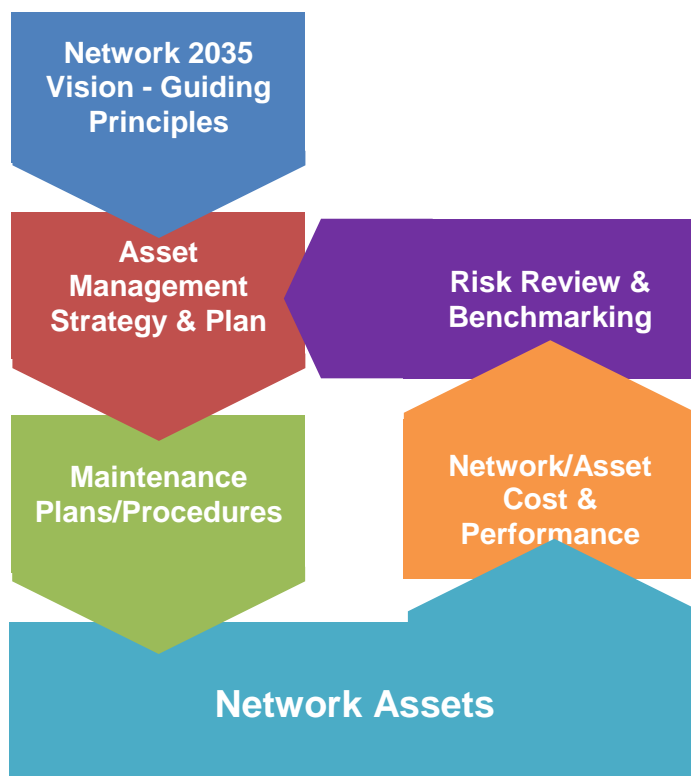 Network 2035
Vision - Guiding
Principles
Asset
Management
Strategy & Plan
Risk Review &
Benchmarking
Maintenance
Plans/Procedures
Network/Asset
Cost &
Performance
Network Assets